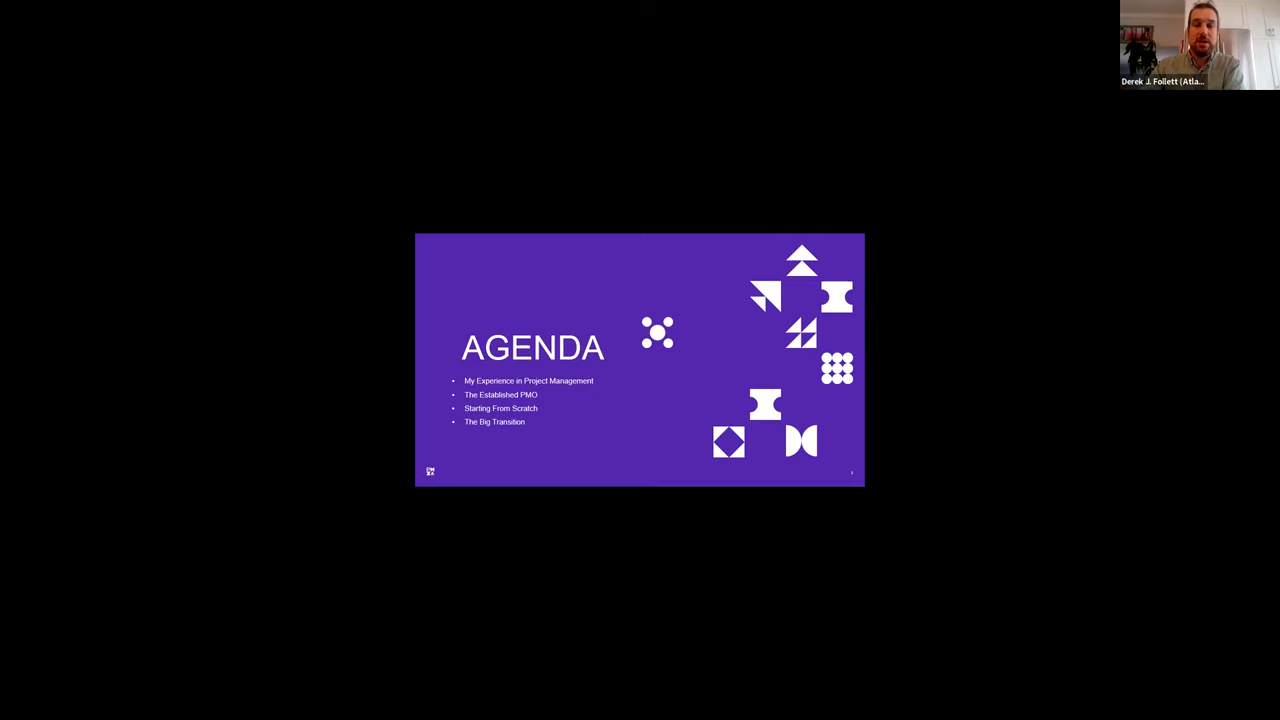 Derek J. Follett (Atla...
AGENDA
• My Experience in Project Management
• The Established PMO
• Starting From Scratch
• The Big Transition